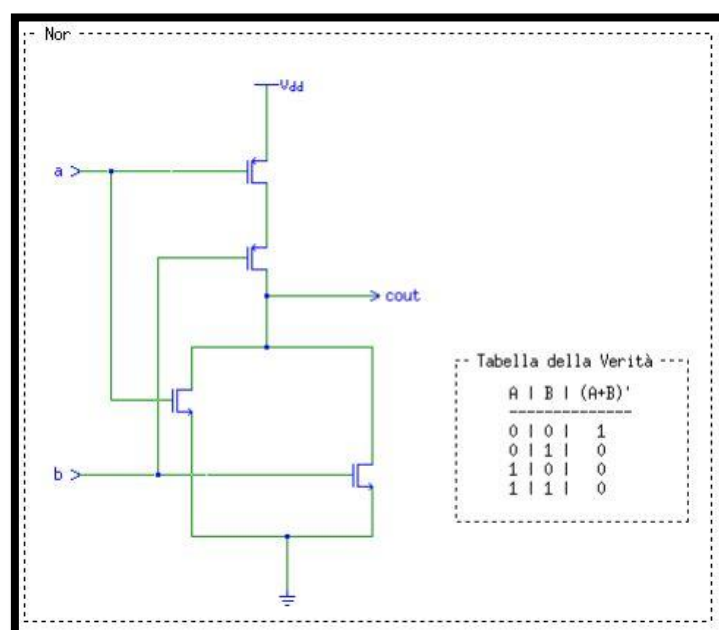 Nor
Vdd
a
cout
b
Tabella della Verità
A | B | (A+B)'
--------------
0 | 0 | 1
0 | 1 | 0
1 | 0 | 0
1 | 1 | 0